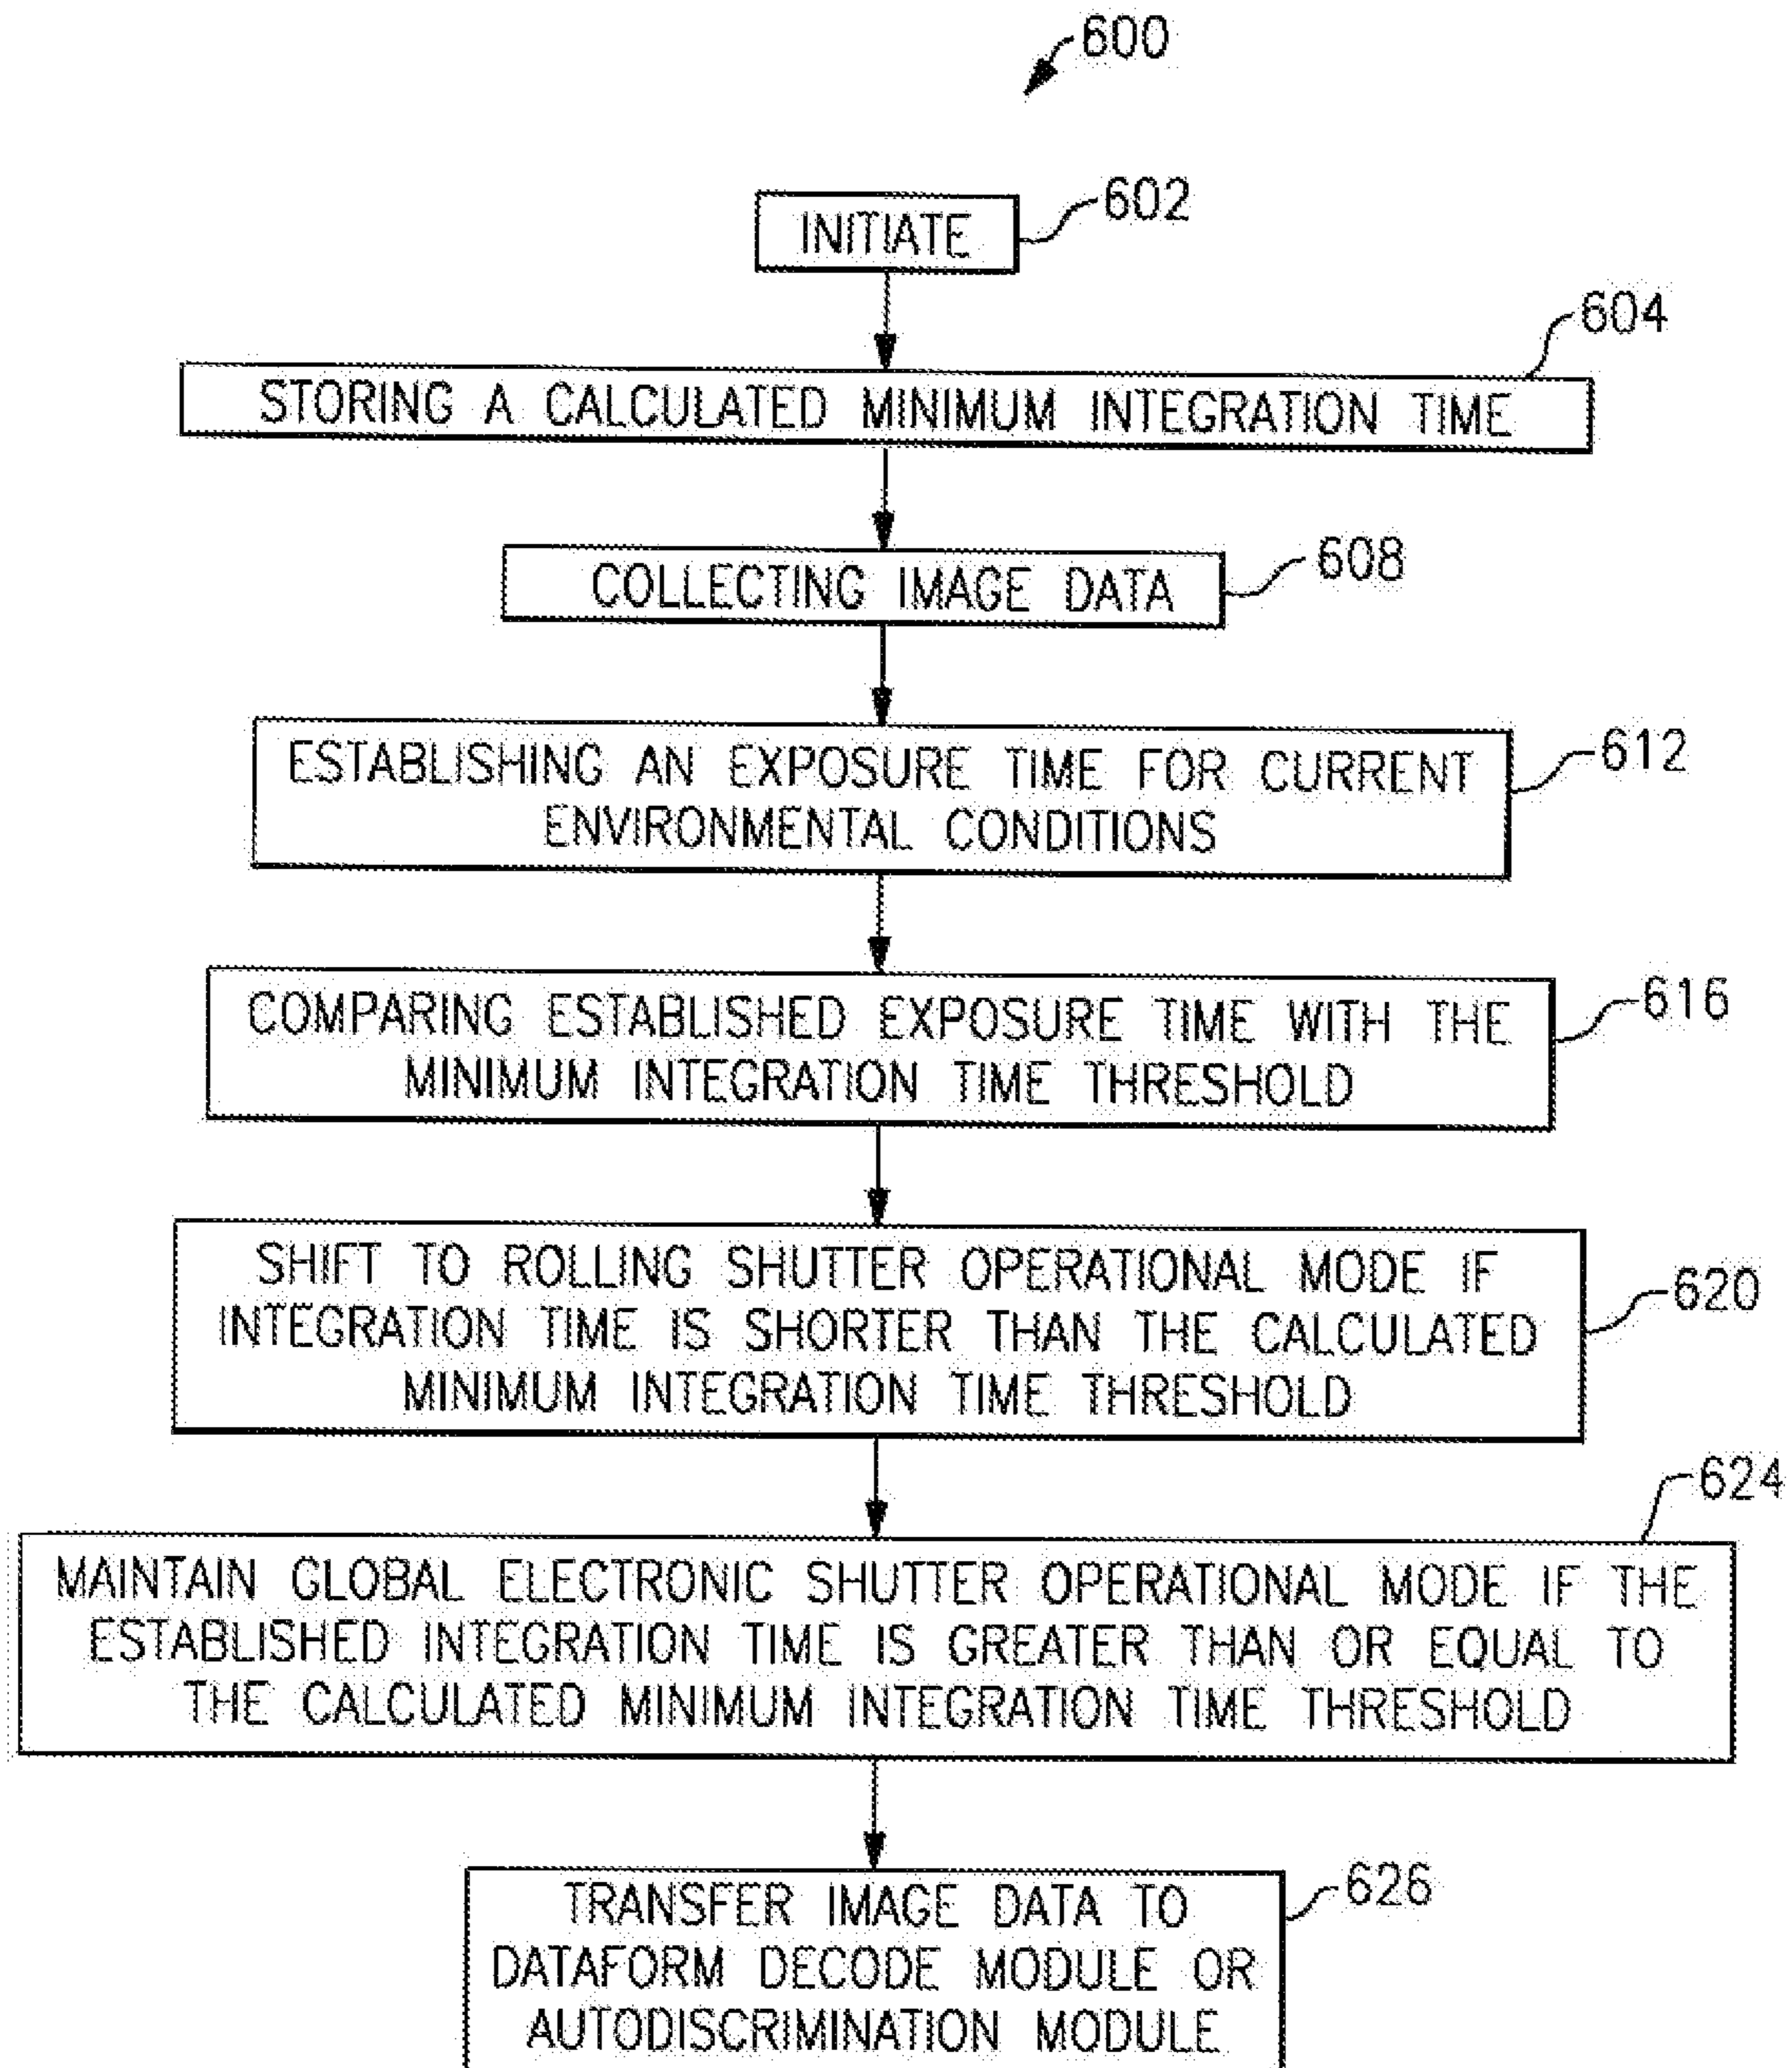 600
INITIATE
602
604
STORING A CALCULATED MINIMUM INTEGRATION TIME
COLLECTING IMAGE DATA
608
ESTABLISHING AN EXPOSURE TIME FOR CURRENT
ENVIRONMENTAL CONDITIONS
612
COMPARING ESTABLISHED EXPOSURE TIME WITH THE
MINIMUM INTEGRATION TIME THRESHOLD
616
SHIFT TO ROLLING SHUTTER OPERATIONAL MODE IF
INTEGRATION TIME IS SHORTER THAN THE CALCULATED
MINIMUM INTEGRATION TIME THRESHOLD
620
624
MAINTAIN GLOBAL ELECTRONIC SHUTTER OPERATIONAL MODE IF THE
ESTABLISHED INTEGRATION TIME IS GREATER THAN OR EQUAL TO
THE CALCULATED MINIMUM INTEGRATION TIME THRESHOLD
TRANSFER IMAGE DATA TO
DATAFORM DECODE MODULE OR
AUTODISCRIMINATION MODULE
626